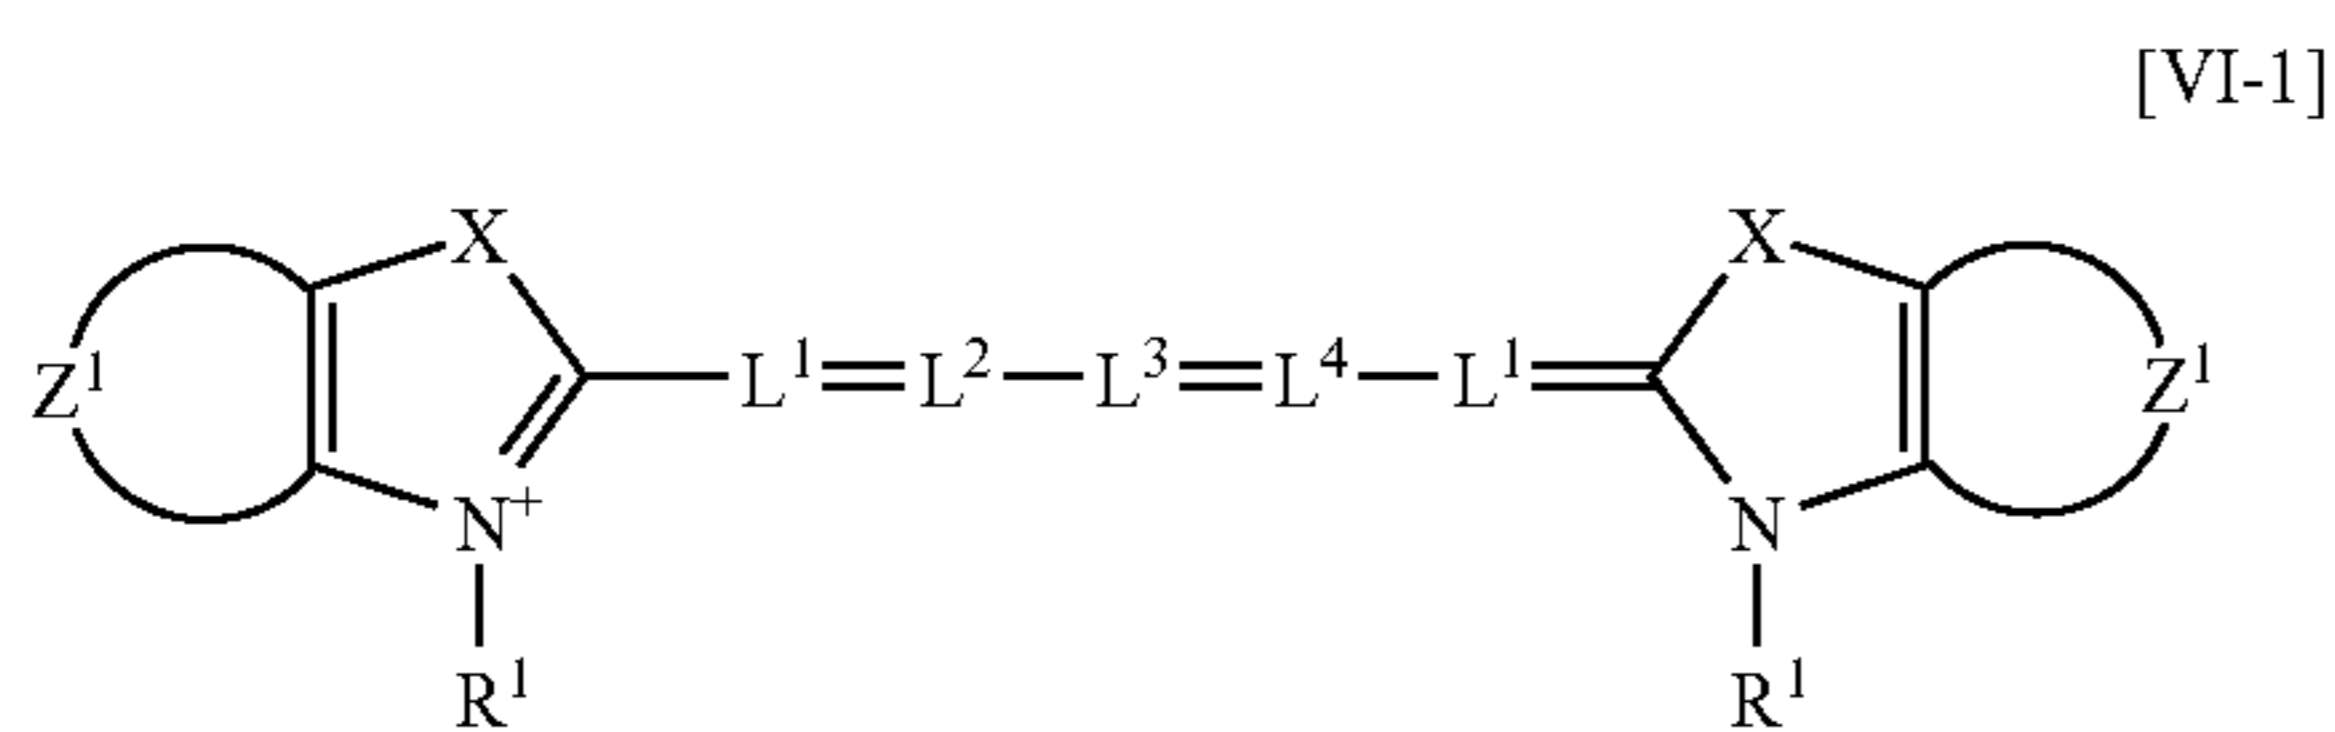 [VI-1]
X X
Z¹ L¹ L² L³ L⁴ L¹ Z¹
N⁺ N
R¹ R¹